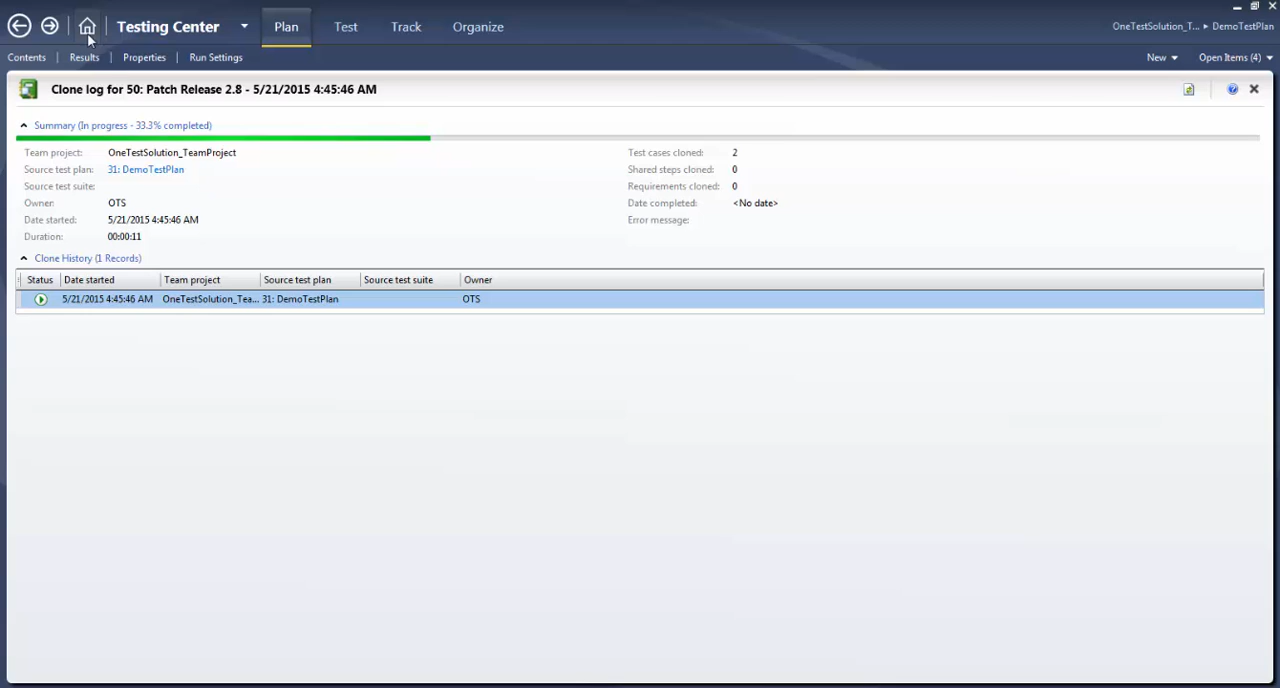 Testing Center Plan Test Track Organize OneTestSolution_T... DemoTestPlan
Contents Results Properties Run Settings New Open Items (4)
Clone log for 50: Patch Release 2.8 - 5/21/2015 4:45:46 AM
Summary (In progress - 33.3% completed)
Team project: OneTestSolution_TeamProject Test cases cloned: 2
Source test plan: 31: DemoTestPlan Shared steps cloned: 0
Source test suite: Requirements cloned: 0
Owner: OTS Date completed: <No date>
Date started: 5/21/2015 4:45:46 AM Error message:
Duration: 00:00:11
Clone History (1 Records)
Status Date started Team project Source test plan Source test suite Owner
5/21/2015 4:45:46 AM OneTestSolution_Tea... 31: DemoTestPlan OTS